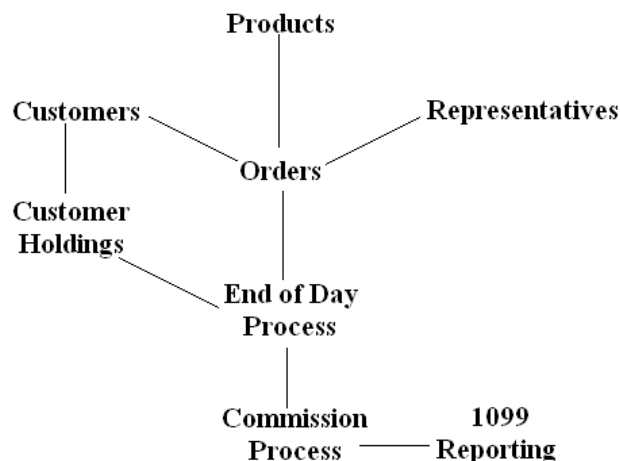 Products
Customers
Representatives
Orders
Customer
Holdings
End of Day
Process
Commission
Process
1099
Reporting